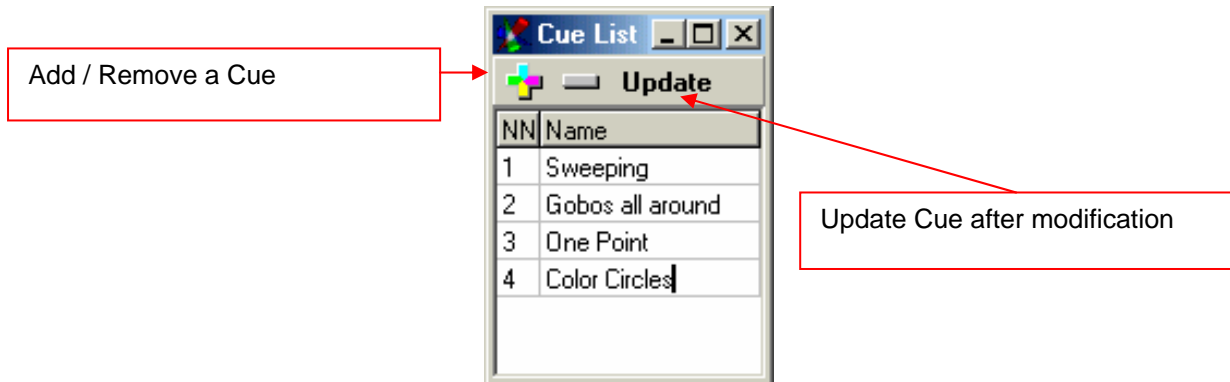 Cue List
Add / Remove a Cue
Update
NN Name
1 Sweeping
2 Gobos all around
Update Cue after modification
3 One Point
4 Color Circles